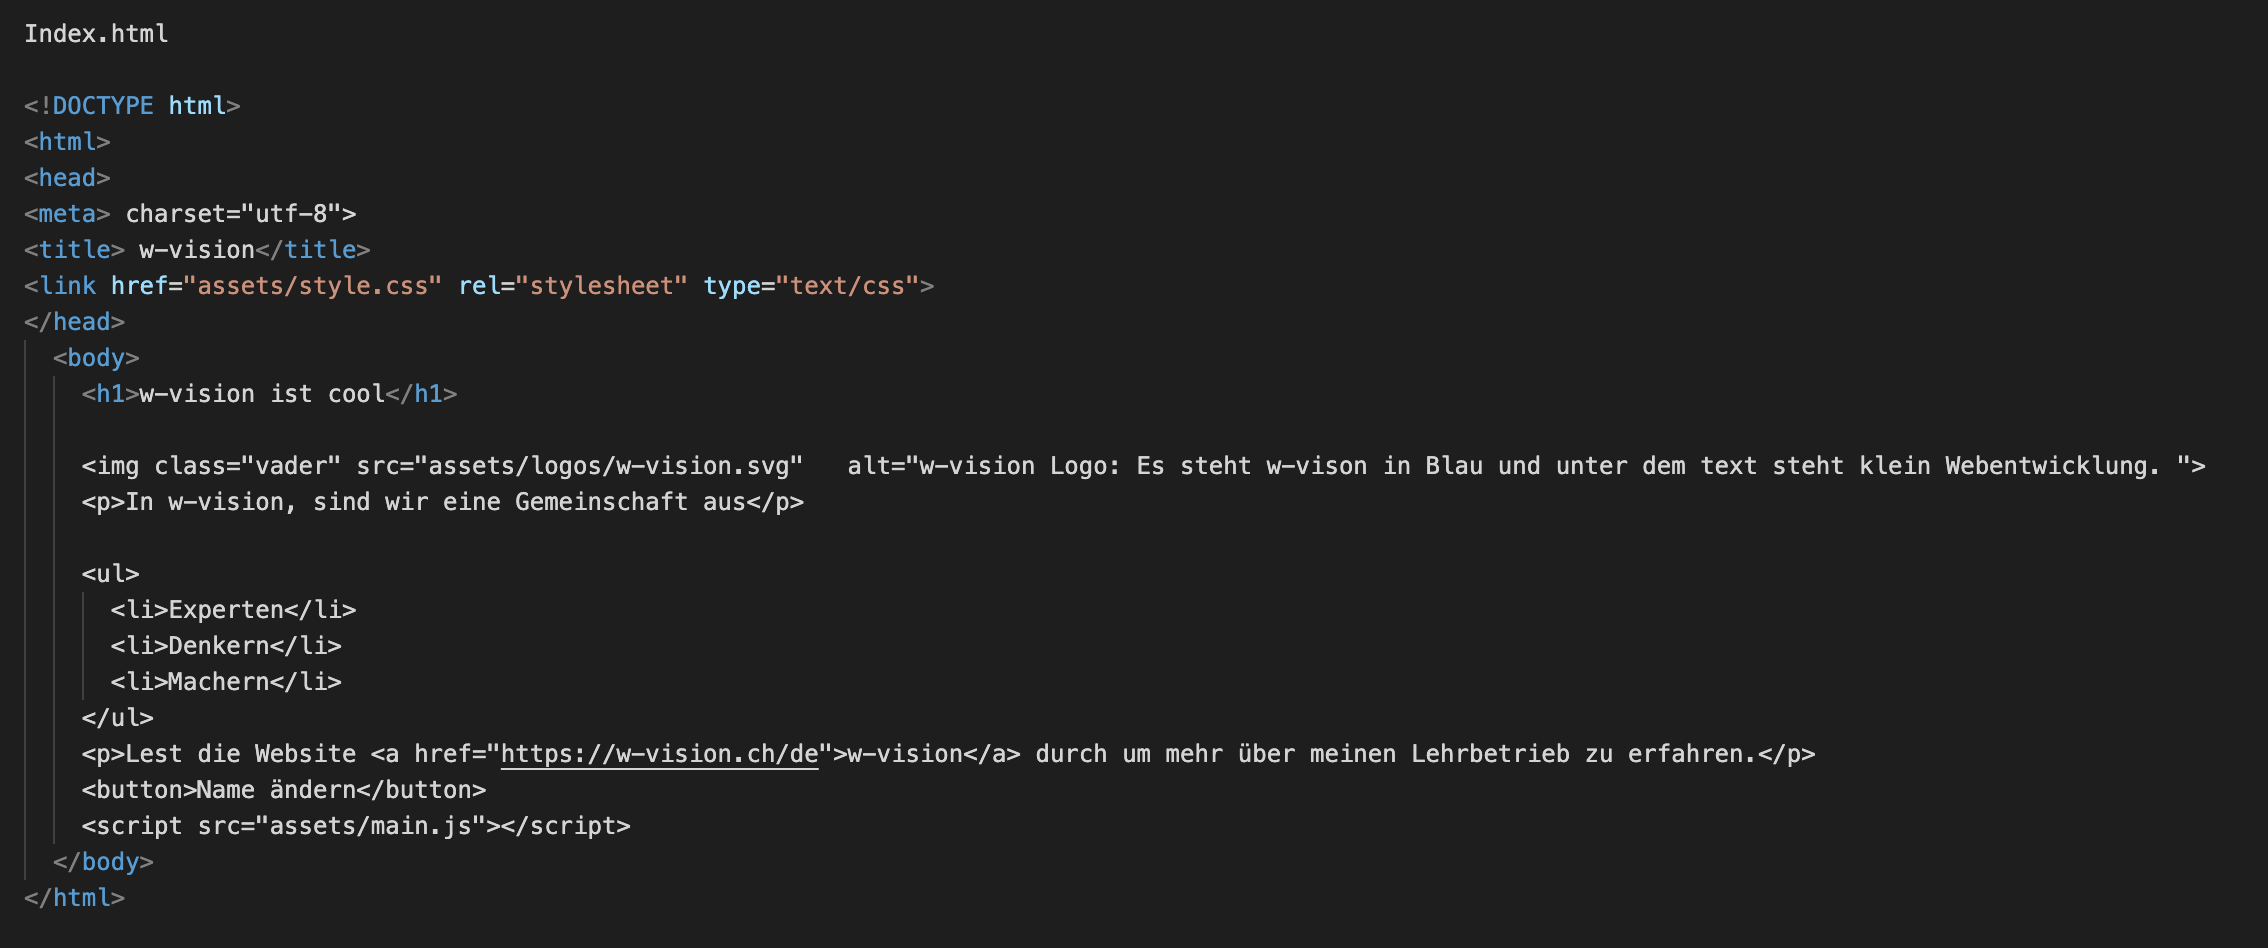 Index.html
<!DOCTYPE html>
<html>
<head>
<meta> charset="utf-8">
<title> w-vision</title>
<link href="assets/style.css" rel="stylesheet" type="text/css">
</head>
<body>
<h1>w-vision ist cool</h1>
<img class="vader" src="assets/logos/w-vision.svg"   alt="w-vision Logo: Es steht w-vison in Blau und unter dem text steht klein Webentwicklung. ">
<p>In w-vision, sind wir eine Gemeinschaft aus</p>
<ul>
<li>Experten</li>
<li>Denkern</li>
<li>Machern</li>
</ul>
<p>Lest die Website <a href="https://w-vision.ch/de">w-vision</a> durch um mehr über meinen Lehrbetrieb zu erfahren.</p>
<button>Name ändern</button>
<script src="assets/main.js"></script>
</body>
</html>